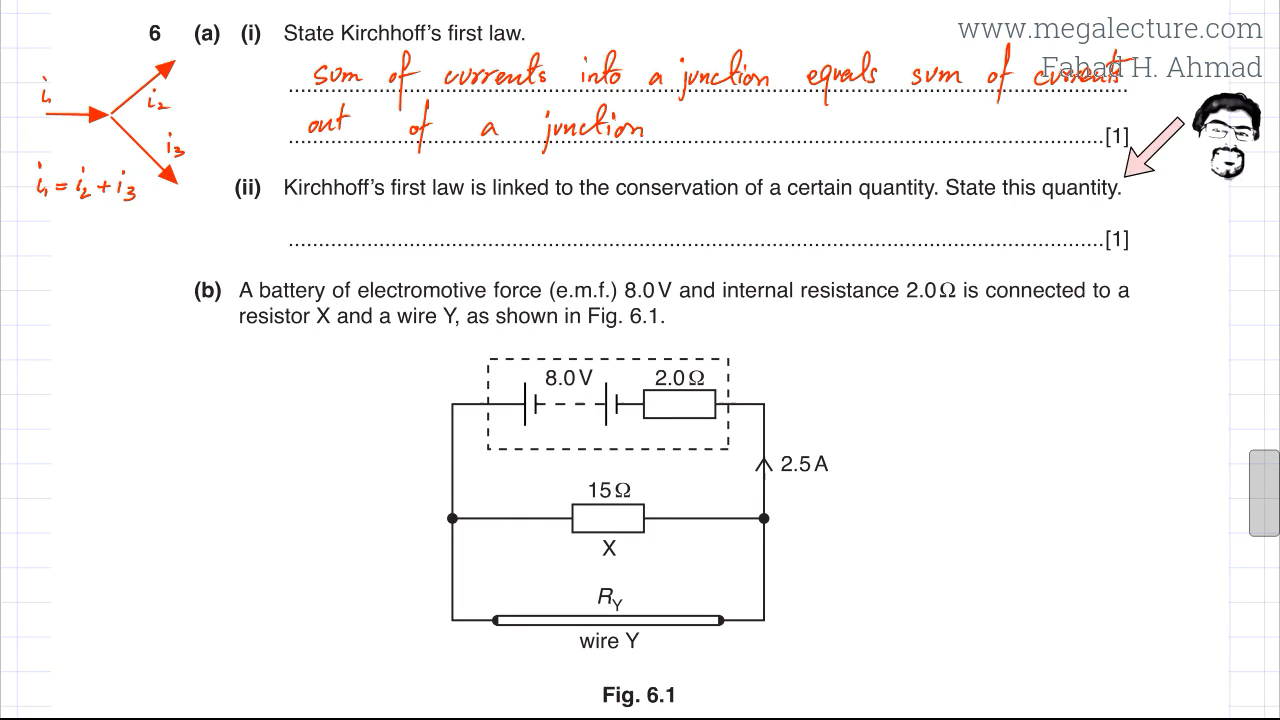 www.megalecture.com
Fahad H. Ahmad
6 (a) (i) State Kirchhoff's first law.
sum of currents into a junction equals sum of currents
out of a junction
[1]
i₁
i₂
i₃
i₁ = i₂ + i₃
(ii) Kirchhoff's first law is linked to the conservation of a certain quantity. State this quantity.
[1]
(b) A battery of electromotive force (e.m.f.) 8.0 V and internal resistance 2.0 Ω is connected to a
resistor X and a wire Y, as shown in Fig. 6.1.
8.0 V 2.0 Ω
2.5 A
15 Ω
X
R_Y
wire Y
Fig. 6.1